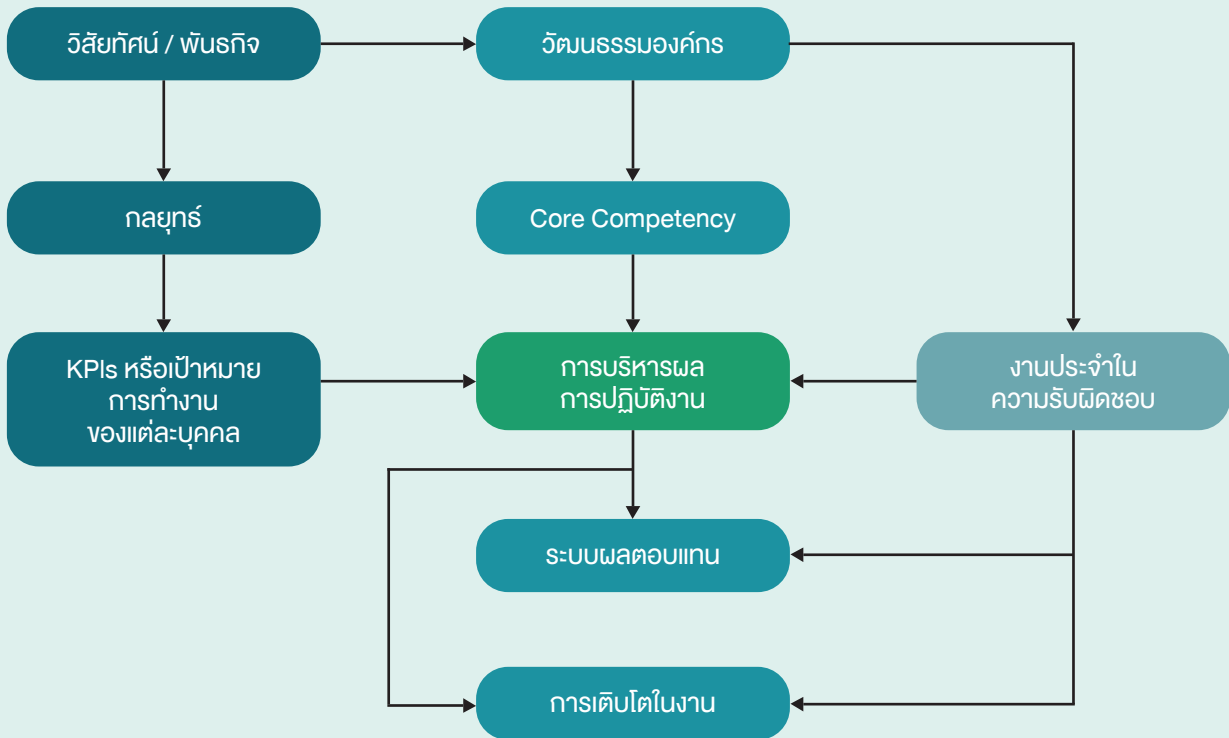 วิสัยทัศน์ / พันธกิจ
วัฒนธรรมองค์กร
กลยุทธ์
Core Competency
KPIs หรือเป้าหมาย
การทำงาน
ของแต่ละบุคคล
การบริหารผล
การปฏิบัติงาน
งานประจำใน
ความรับผิดชอบ
ระบบผลตอบแทน
การเติบโตในงาน